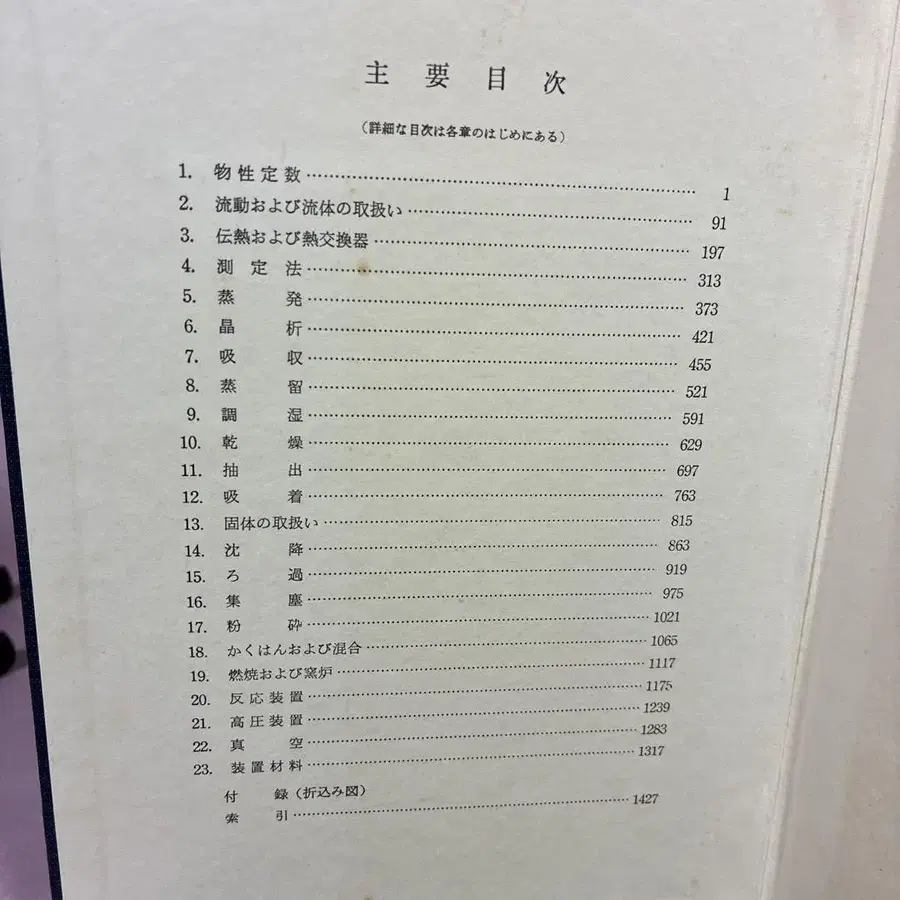 主要目次
(詳細な目次は各章のはじめにある)
1. 物性定数 1
2. 流動および流体の取扱い 91
3. 伝熱および熱交換器 197
4. 測定法 313
5. 蒸発 373
6. 晶析 421
7. 吸収 455
8. 蒸留 521
9. 調湿 591
10. 乾燥 629
11. 抽出 697
12. 吸着 763
13. 固体の取扱い 815
14. 沈降 863
15. ろ過 919
16. 集塵 975
17. 粉砕 1021
18. かくはんおよび混合 1065
19. 燃焼および窯炉 1117
20. 反応装置 1175
21. 高圧装置 1239
22. 真空 1283
23. 装置材料 1317
付録(折込み図)
索引 1427